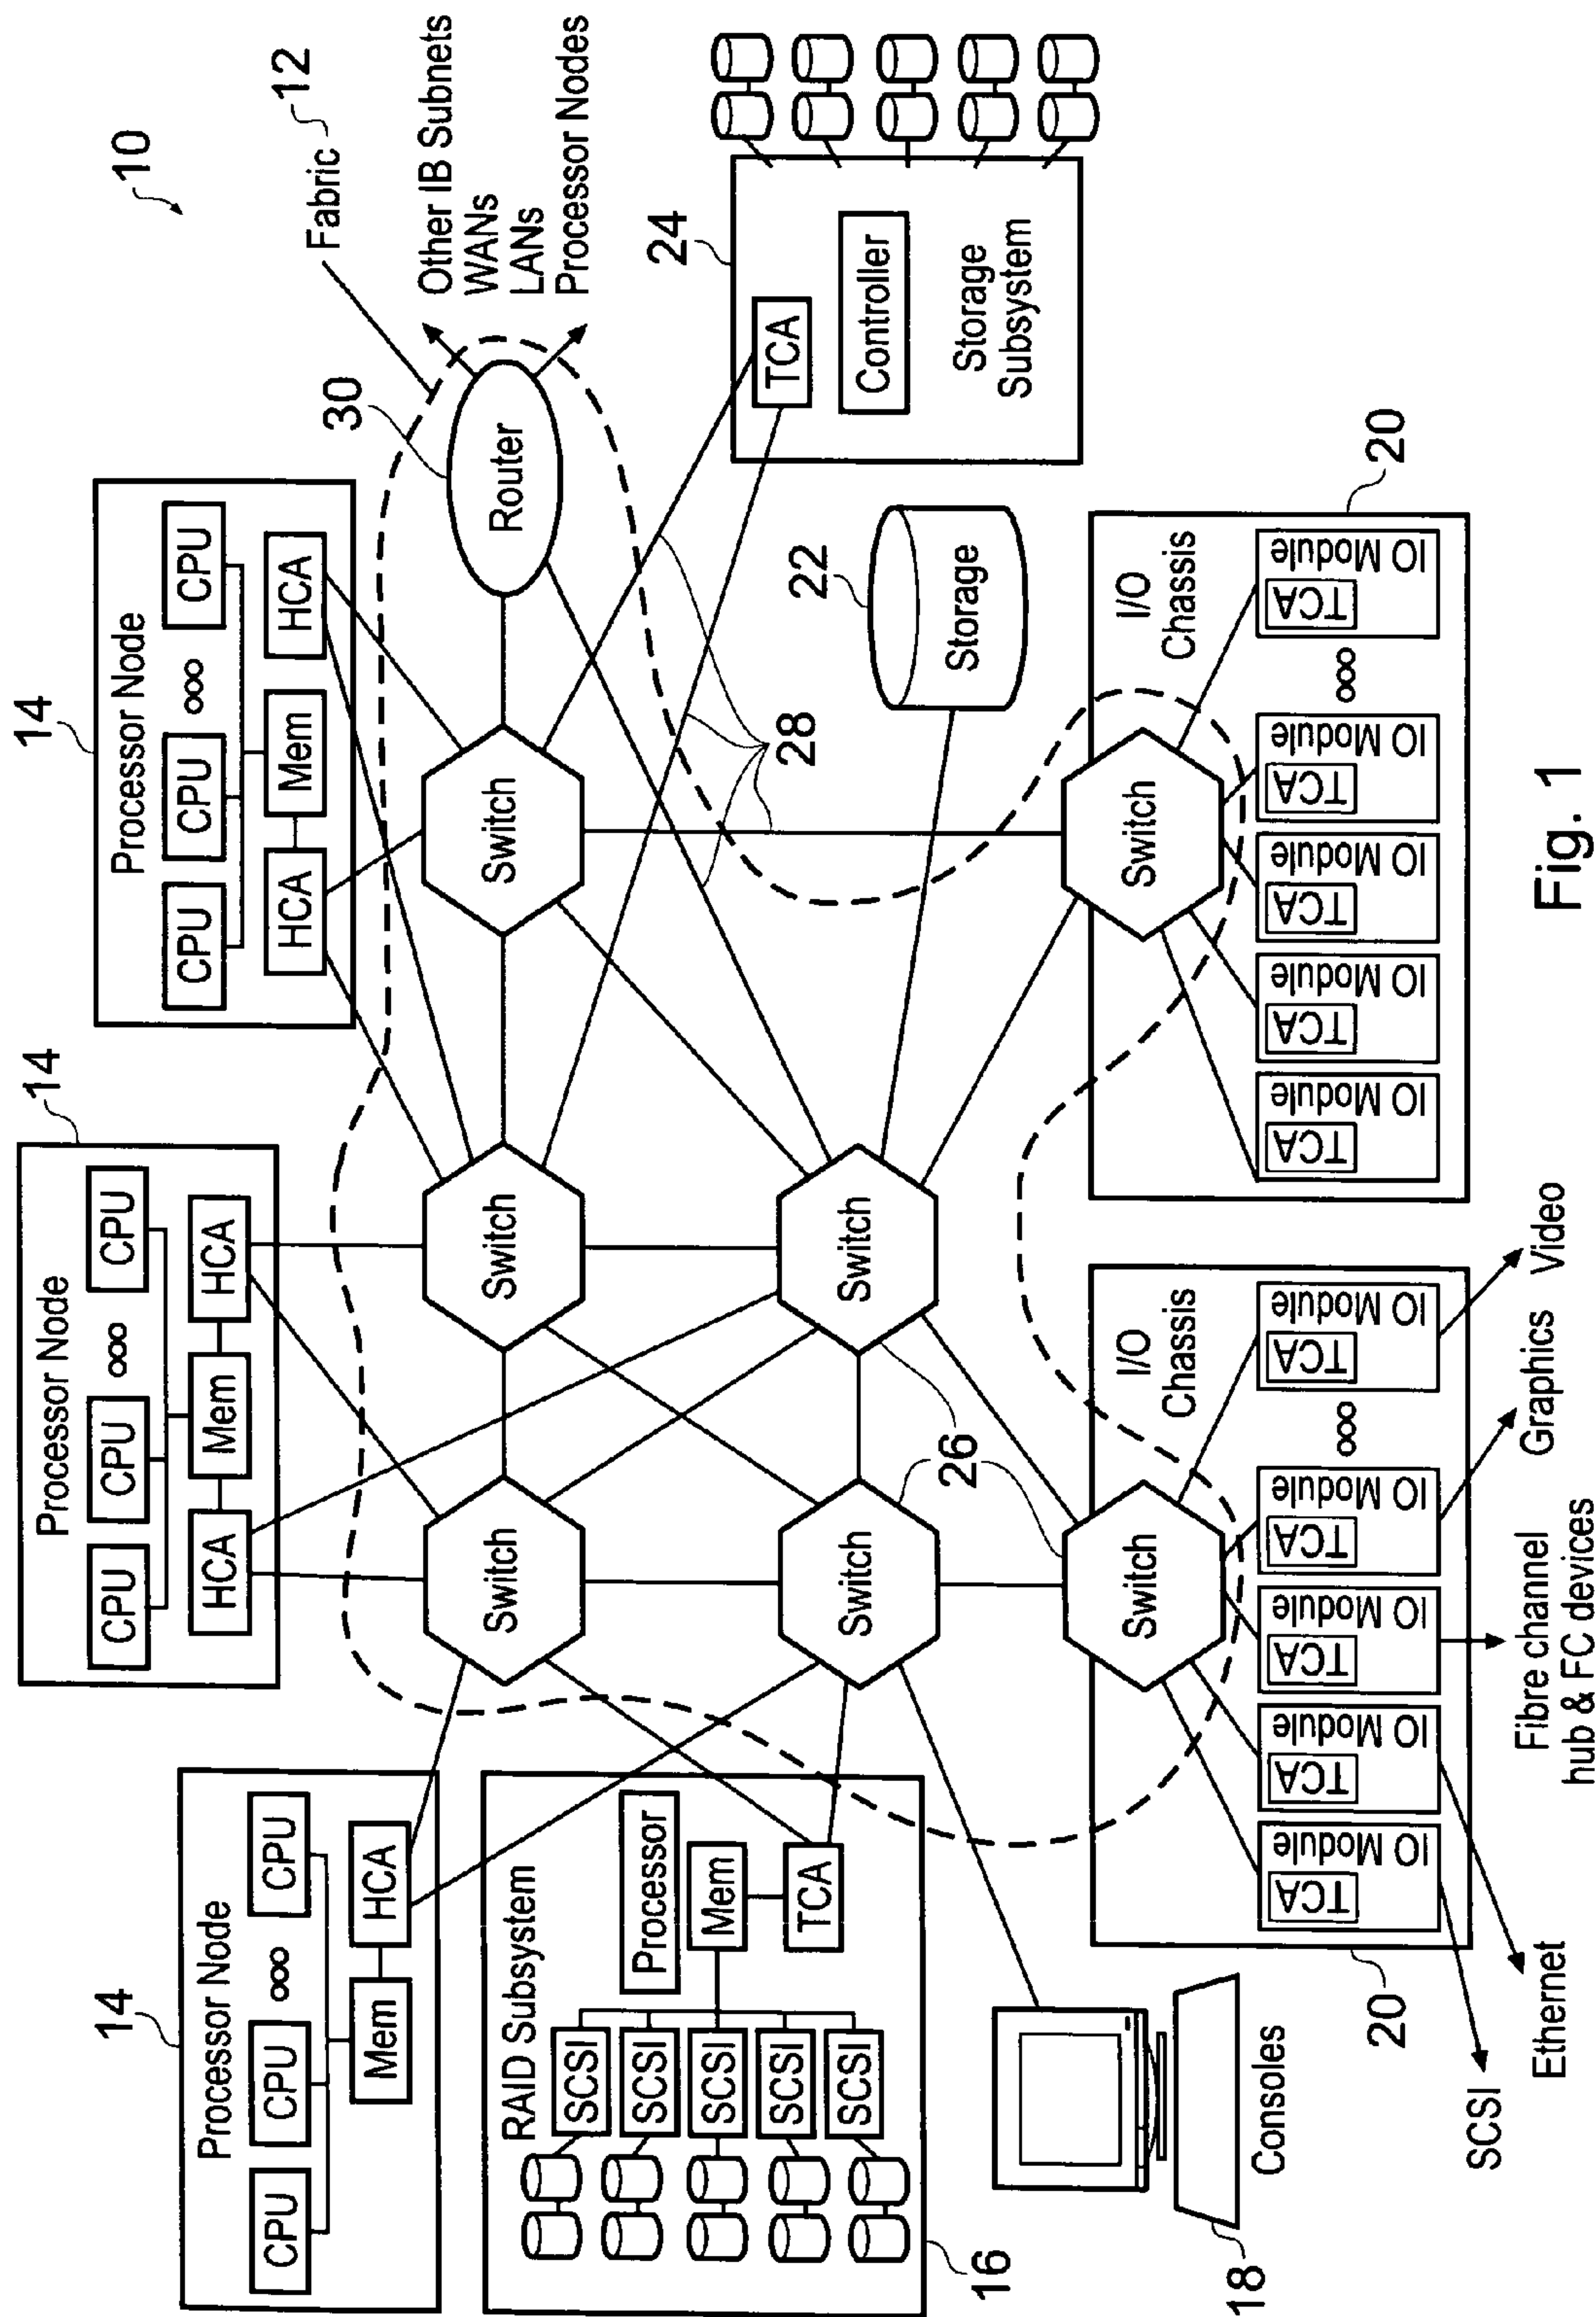 10
Fabric 12
14
Processor Node
CPU
CPU
ooo
CPU
Mem
HCA
14
Processor Node
CPU
CPU
ooo
CPU
HCA
Mem
HCA
14
Processor Node
CPU
CPU
ooo
CPU
HCA
Mem
HCA
30
Router
Other IB Subnets
WANs
LANs
Processor Nodes
RAID Subsystem
Processor
SCSI
SCSI
SCSI
SCSI
SCSI
Mem
TCA
16
Switch
Switch
Switch
Switch
Switch
26
28
22
Storage
24
TCA
Controller
Storage
Subsystem
Consoles
18
Switch
I/O
Chassis
TCA
IO Module
TCA
IO Module
TCA
IO Module
TCA
IO Module
ooo
TCA
IO Module
20
SCSI
Ethernet
Fibre channel
hub & FC devices
Graphics
Video
Switch
I/O
Chassis
TCA
IO Module
TCA
IO Module
TCA
IO Module
TCA
IO Module
ooo
TCA
IO Module
20
Fig. 1